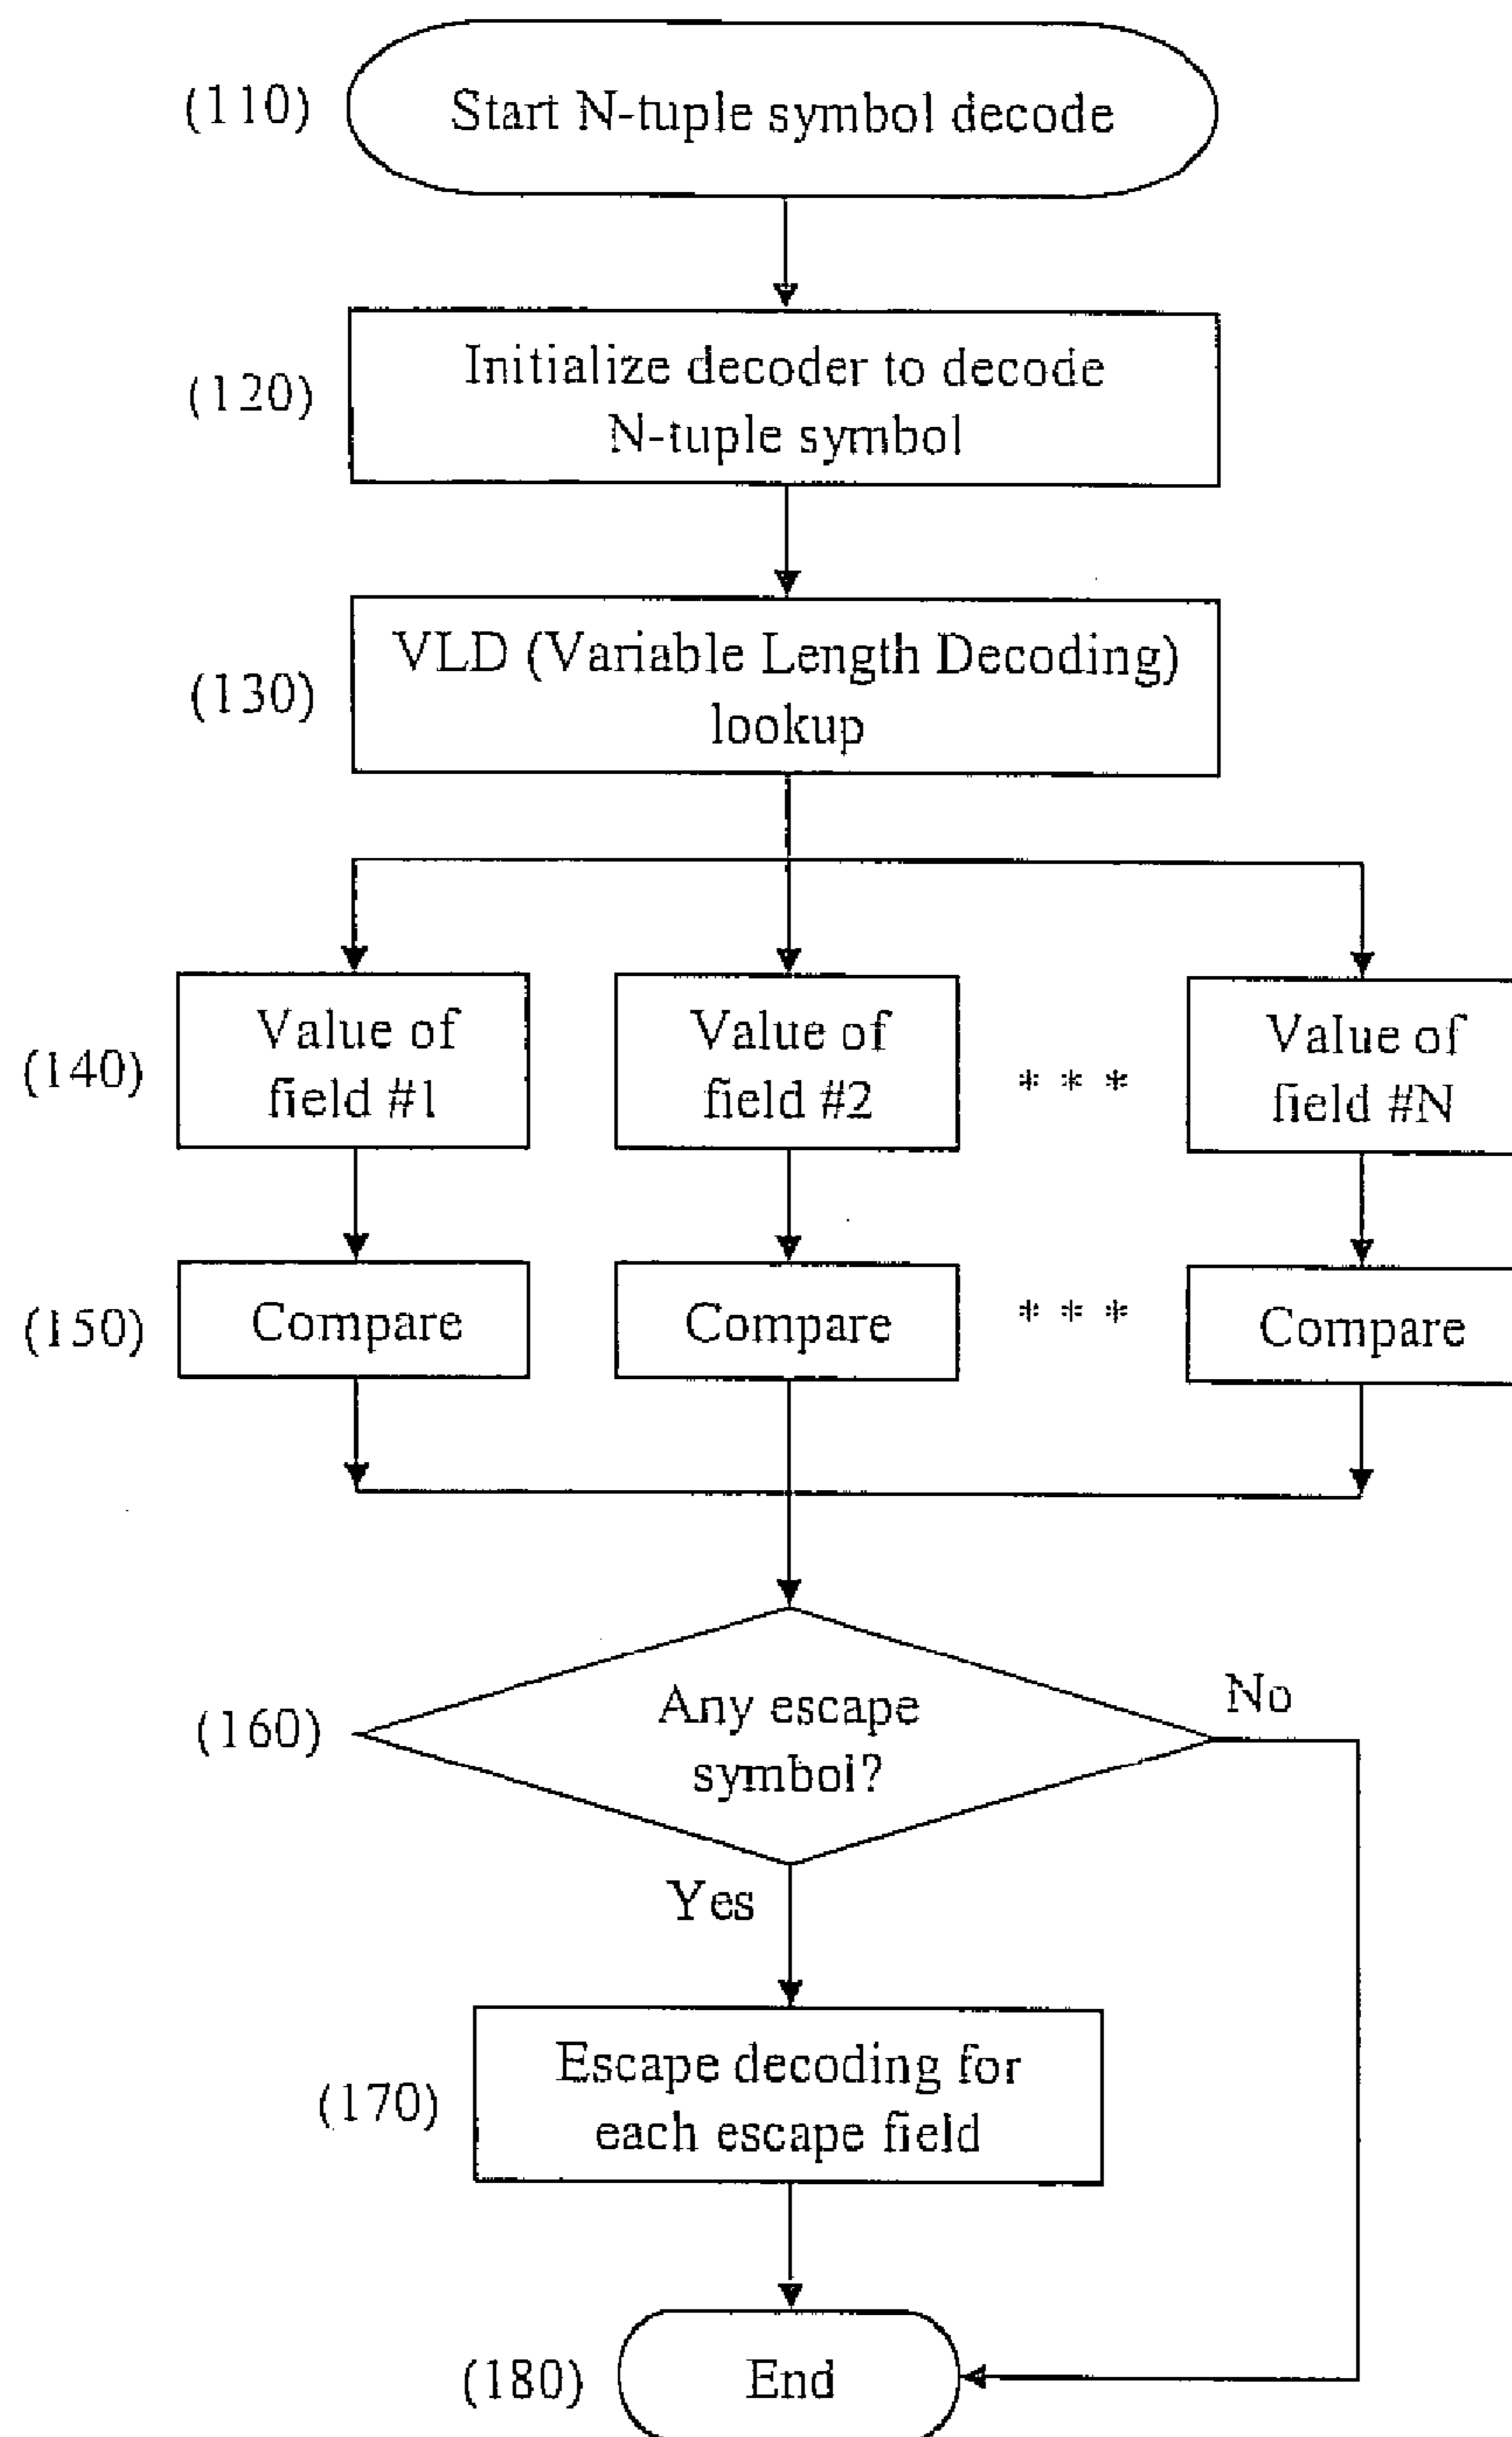 (110) Start N-tuple symbol decode
(120) Initialize decoder to decode
N-tuple symbol
(130) VLD (Variable Length Decoding)
lookup
(140) Value of
field #1
Value of
field #2
* * *
Value of
field #N
(150) Compare
Compare
* * *
Compare
(160) Any escape
symbol?
No
Yes
(170) Escape decoding for
each escape field
(180) End